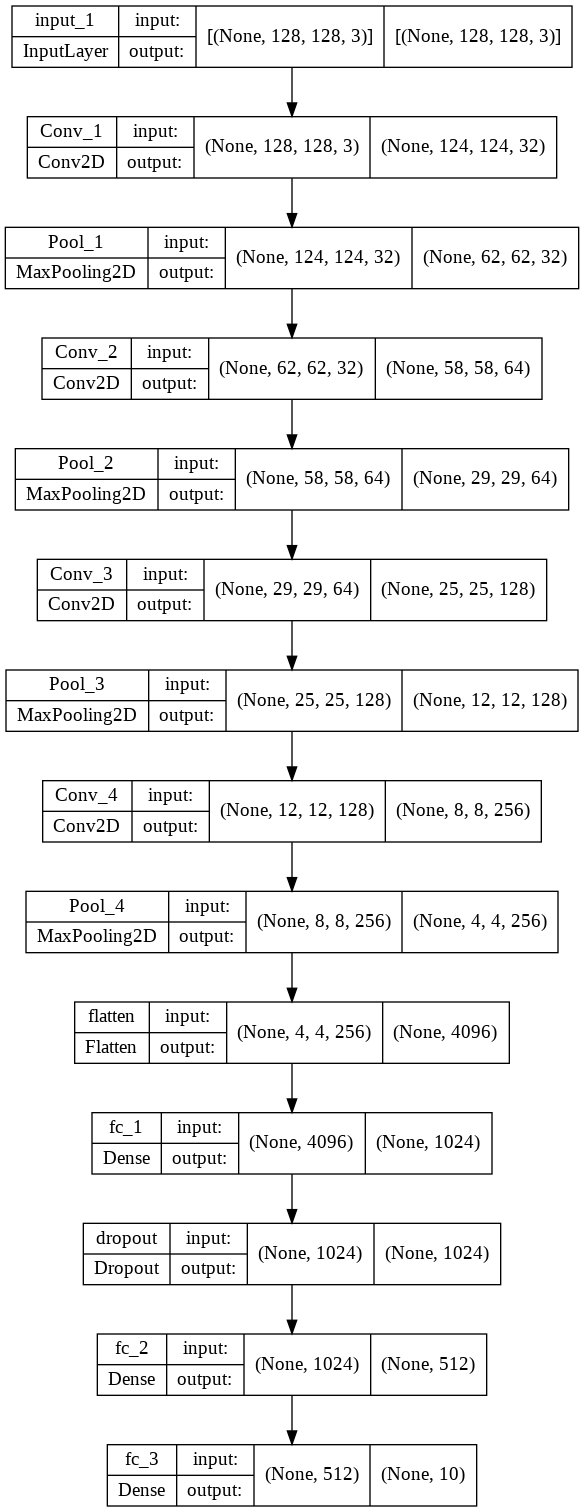 input_1 input: [(None, 128, 128, 3)] [(None, 128, 128, 3)]
InputLayer output:
Conv_1 input: (None, 128, 128, 3) (None, 124, 124, 32)
Conv2D output:
Pool_1 input: (None, 124, 124, 32) (None, 62, 62, 32)
MaxPooling2D output:
Conv_2 input: (None, 62, 62, 32) (None, 58, 58, 64)
Conv2D output:
Pool_2 input: (None, 58, 58, 64) (None, 29, 29, 64)
MaxPooling2D output:
Conv_3 input: (None, 29, 29, 64) (None, 25, 25, 128)
Conv2D output:
Pool_3 input: (None, 25, 25, 128) (None, 12, 12, 128)
MaxPooling2D output:
Conv_4 input: (None, 12, 12, 128) (None, 8, 8, 256)
Conv2D output:
Pool_4 input: (None, 8, 8, 256) (None, 4, 4, 256)
MaxPooling2D output:
flatten input: (None, 4, 4, 256) (None, 4096)
Flatten output:
fc_1 input: (None, 4096) (None, 1024)
Dense output:
dropout input: (None, 1024) (None, 1024)
Dropout output:
fc_2 input: (None, 1024) (None, 512)
Dense output:
fc_3 input: (None, 512) (None, 10)
Dense output: